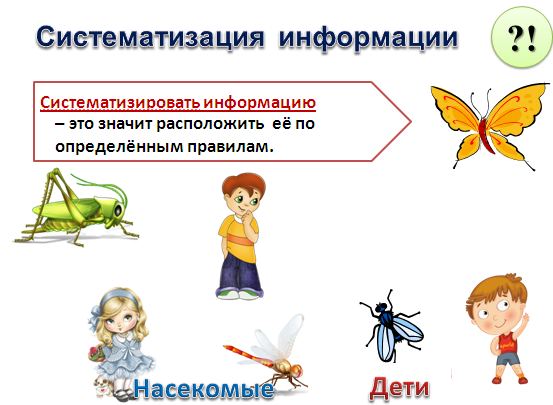 Систематизация информации
?!
Систематизировать информацию
– это значит расположить её по
определённым правилам.
Насекомые
Дети